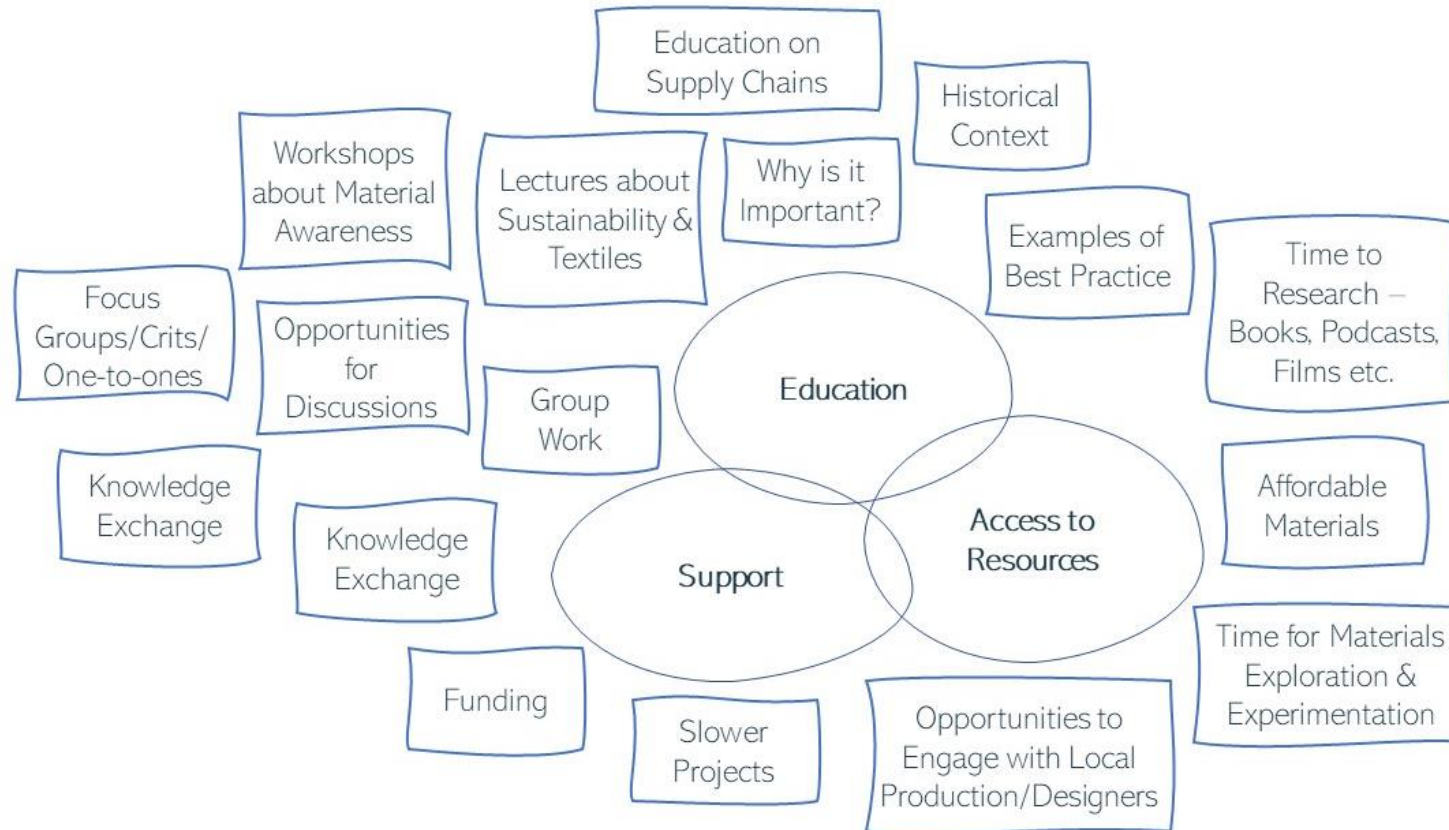 Education on
Supply Chains
Historical
Context
Workshops
about Material
Awareness
Lectures about
Sustainability &
Textiles
Why is it
Important?
Examples of
Best Practice
Time to
Research –
Books, Podcasts,
Films etc.
Focus
Groups/Crits/
One-to-ones
Opportunities
for
Discussions
Group
Work
Education
Knowledge
Exchange
Knowledge
Exchange
Support
Access to
Resources
Affordable
Materials
Funding
Slower
Projects
Opportunities to
Engage with Local
Production/Designers
Time for Materials
Exploration &
Experimentation